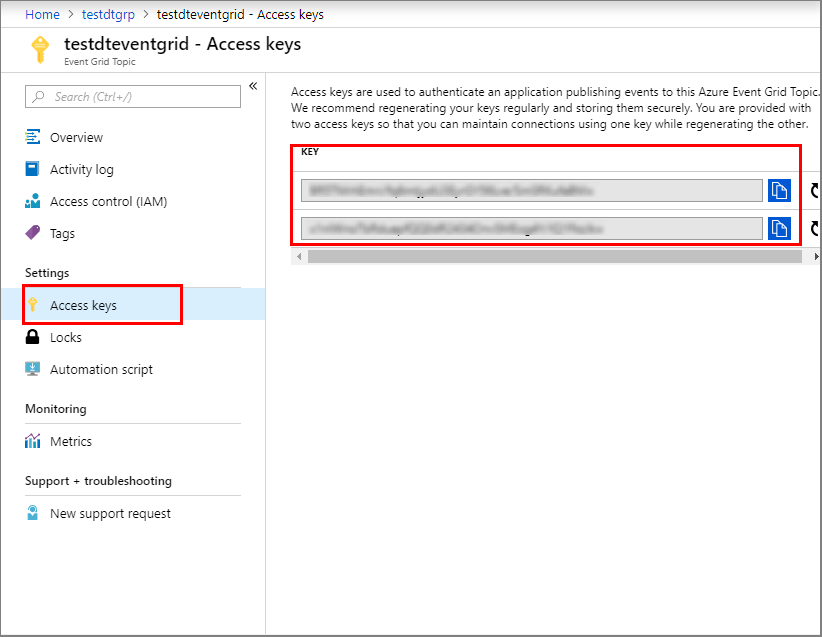 Home > testdtgrp > testdteventgrid - Access keys
testdteventgrid - Access keys
Event Grid Topic
Search (Ctrl+/)
«
Overview
Activity log
Access control (IAM)
Tags
Settings
Access keys
Locks
Automation script
Monitoring
Metrics
Support + troubleshooting
New support request
Access keys are used to authenticate an application publishing events to this Azure Event Grid Topic.
We recommend regenerating your keys regularly and storing them securely. You are provided with
two access keys so that you can maintain connections using one key while regenerating the other.
KEY